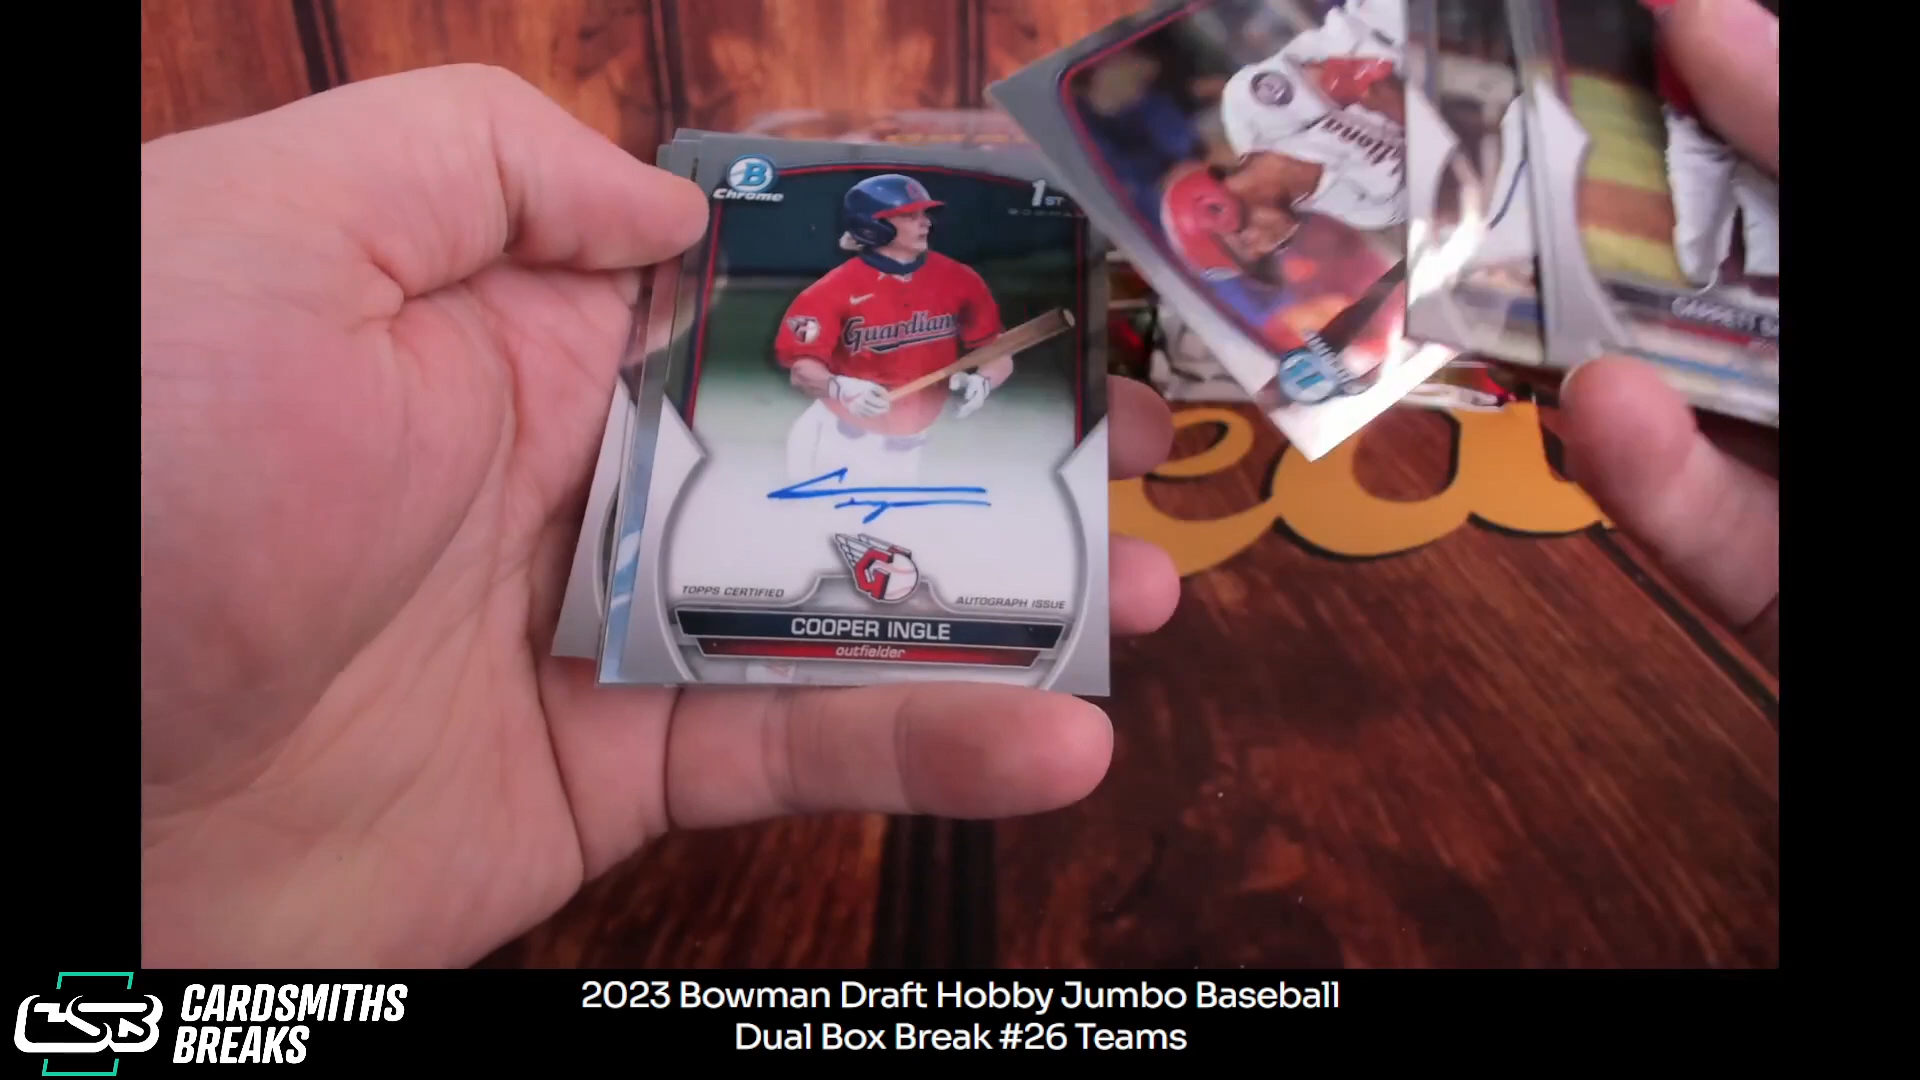 B
Chrome
1ST
BOWMAN
Guardians
TOPPS CERTIFIED
AUTOGRAPH ISSUE
COOPER INGLE
outfielder
CSB CARDSMITHS
BREAKS
2023 Bowman Draft Hobby Jumbo Baseball
Dual Box Break #26 Teams